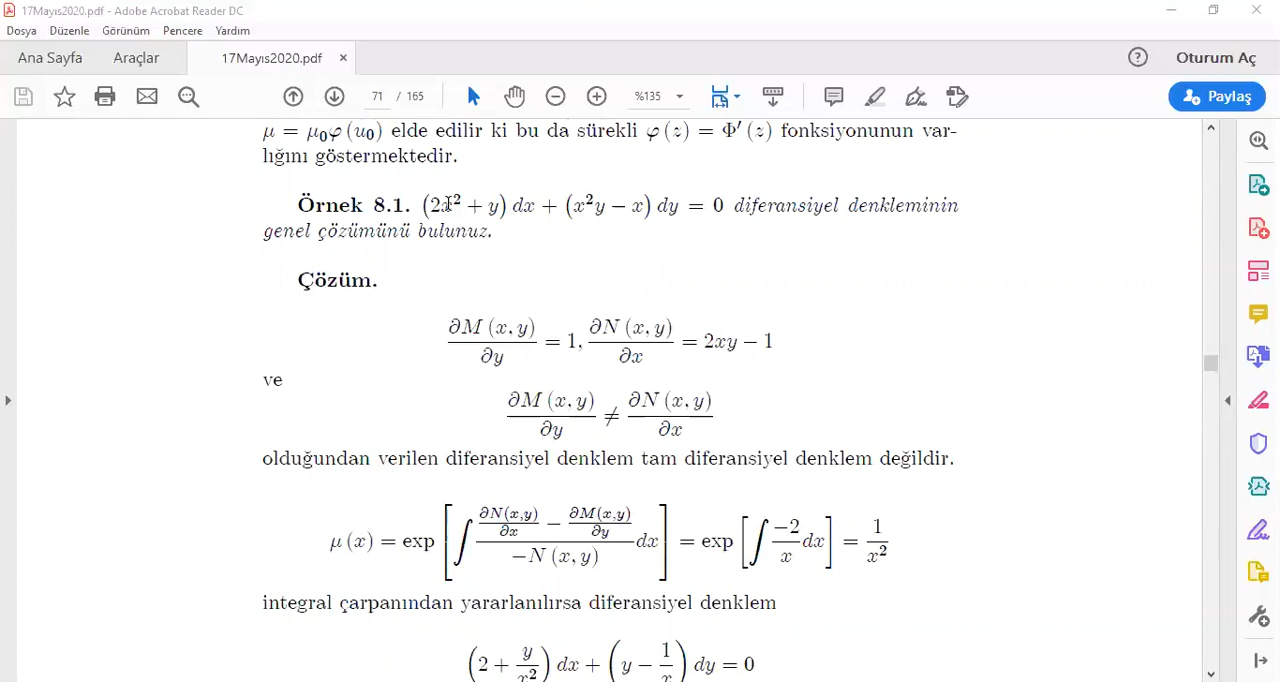 17Mayıs2020.pdf - Adobe Acrobat Reader DC
Dosya Düzenle Görünüm Pencere Yardım
Ana Sayfa Araçlar 17Mayıs2020.pdf × ? Oturum Aç
71 / 165 %135 Paylaş
μ = μ₀φ (u₀) elde edilir ki bu da sürekli φ (z) = Φ′ (z) fonksiyonunun var-
lığını göstermektedir.
Örnek 8.1. (2x² + y) dx + (x²y − x) dy = 0 diferansiyel denkleminin
genel çözümünü bulunuz.
Çözüm.
∂M (x, y)/∂y = 1, ∂N (x, y)/∂x = 2xy − 1
ve
∂M (x, y)/∂y ≠ ∂N (x, y)/∂x
olduğundan verilen diferansiyel denklem tam diferansiyel denklem değildir.
μ (x) = exp [∫ (∂N(x,y)/∂x − ∂M(x,y)/∂y)/(−N (x, y)) dx] = exp [∫ −2/x dx] = 1/x²
integral çarpanından yararlanılırsa diferansiyel denklem
(2 + y/x²) dx + (y − 1/x) dy = 0